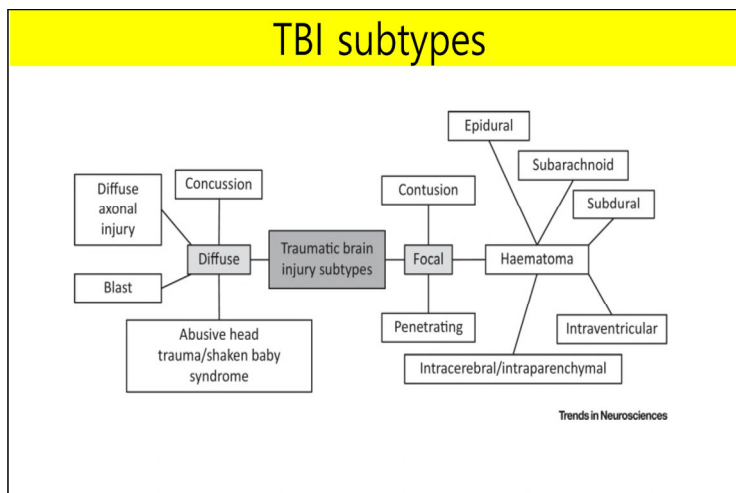 TBI subtypes
Epidural
Subarachnoid
Subdural
Diffuse
axonal
injury
Concussion
Contusion
Blast
Diffuse
Traumatic brain
injury subtypes
Focal
Haematoma
Abusive head
trauma/shaken baby
syndrome
Penetrating
Intraventricular
Intracerebral/intraparenchymal
Trends in Neurosciences